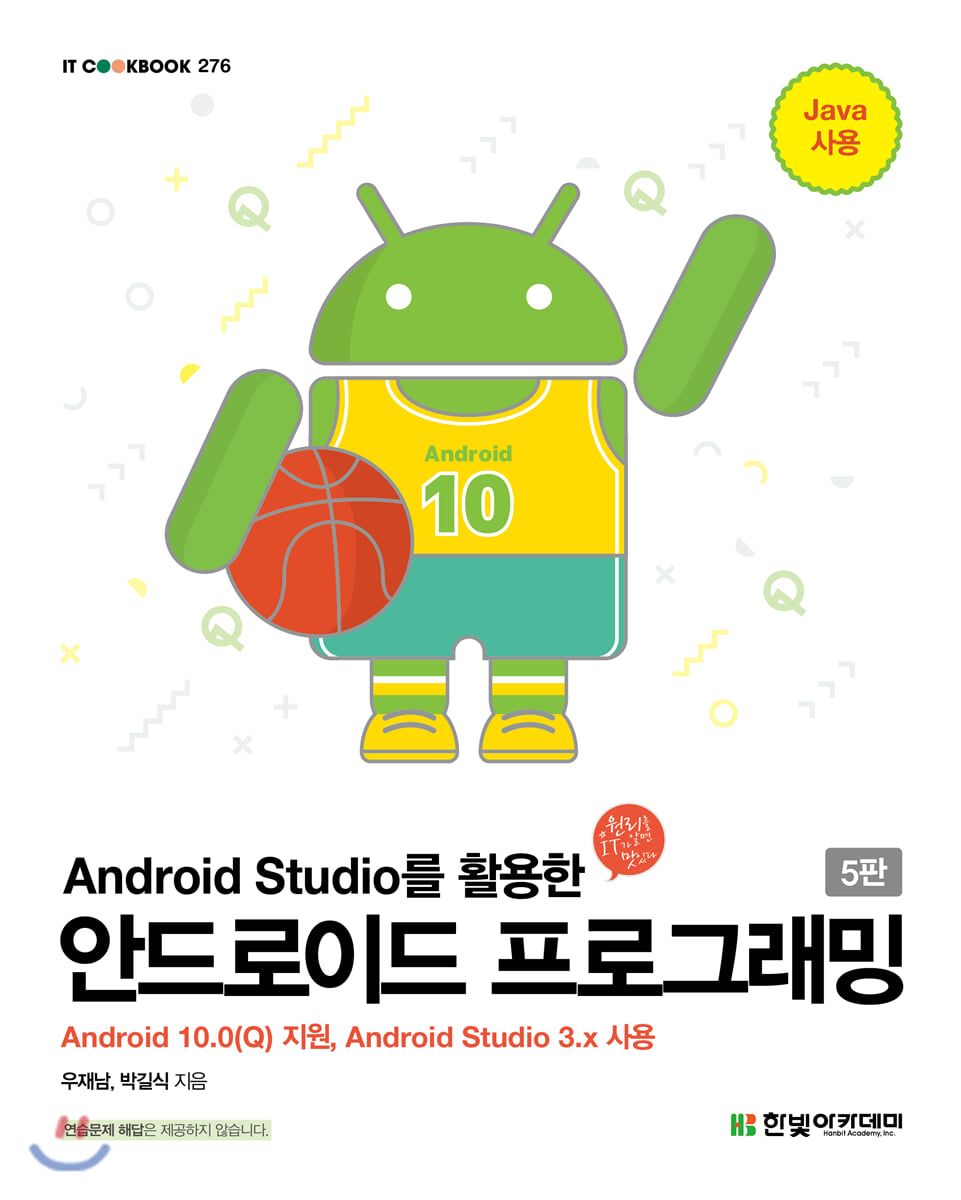 IT COOKBOOK 276
Java
사용
Android
10
Q
Q
Q
Q
원리를
알면
IT가
맛있다
Android Studio를 활용한
5판
안드로이드 프로그래밍
Android 10.0(Q) 지원, Android Studio 3.x 사용
우재남, 박길식 지음
연습문제 해답은 제공하지 않습니다.
HB 한빛아카데미
Hanbit Academy, Inc.